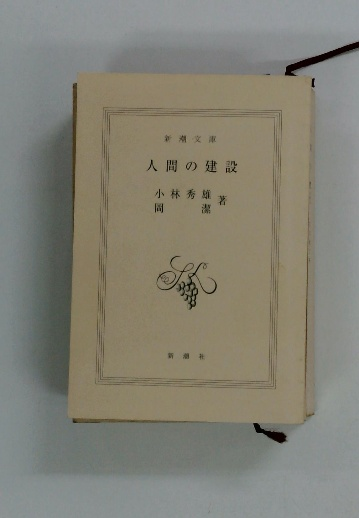 新潮文庫
人間の建設
小林秀雄
岡潔 著
新潮社